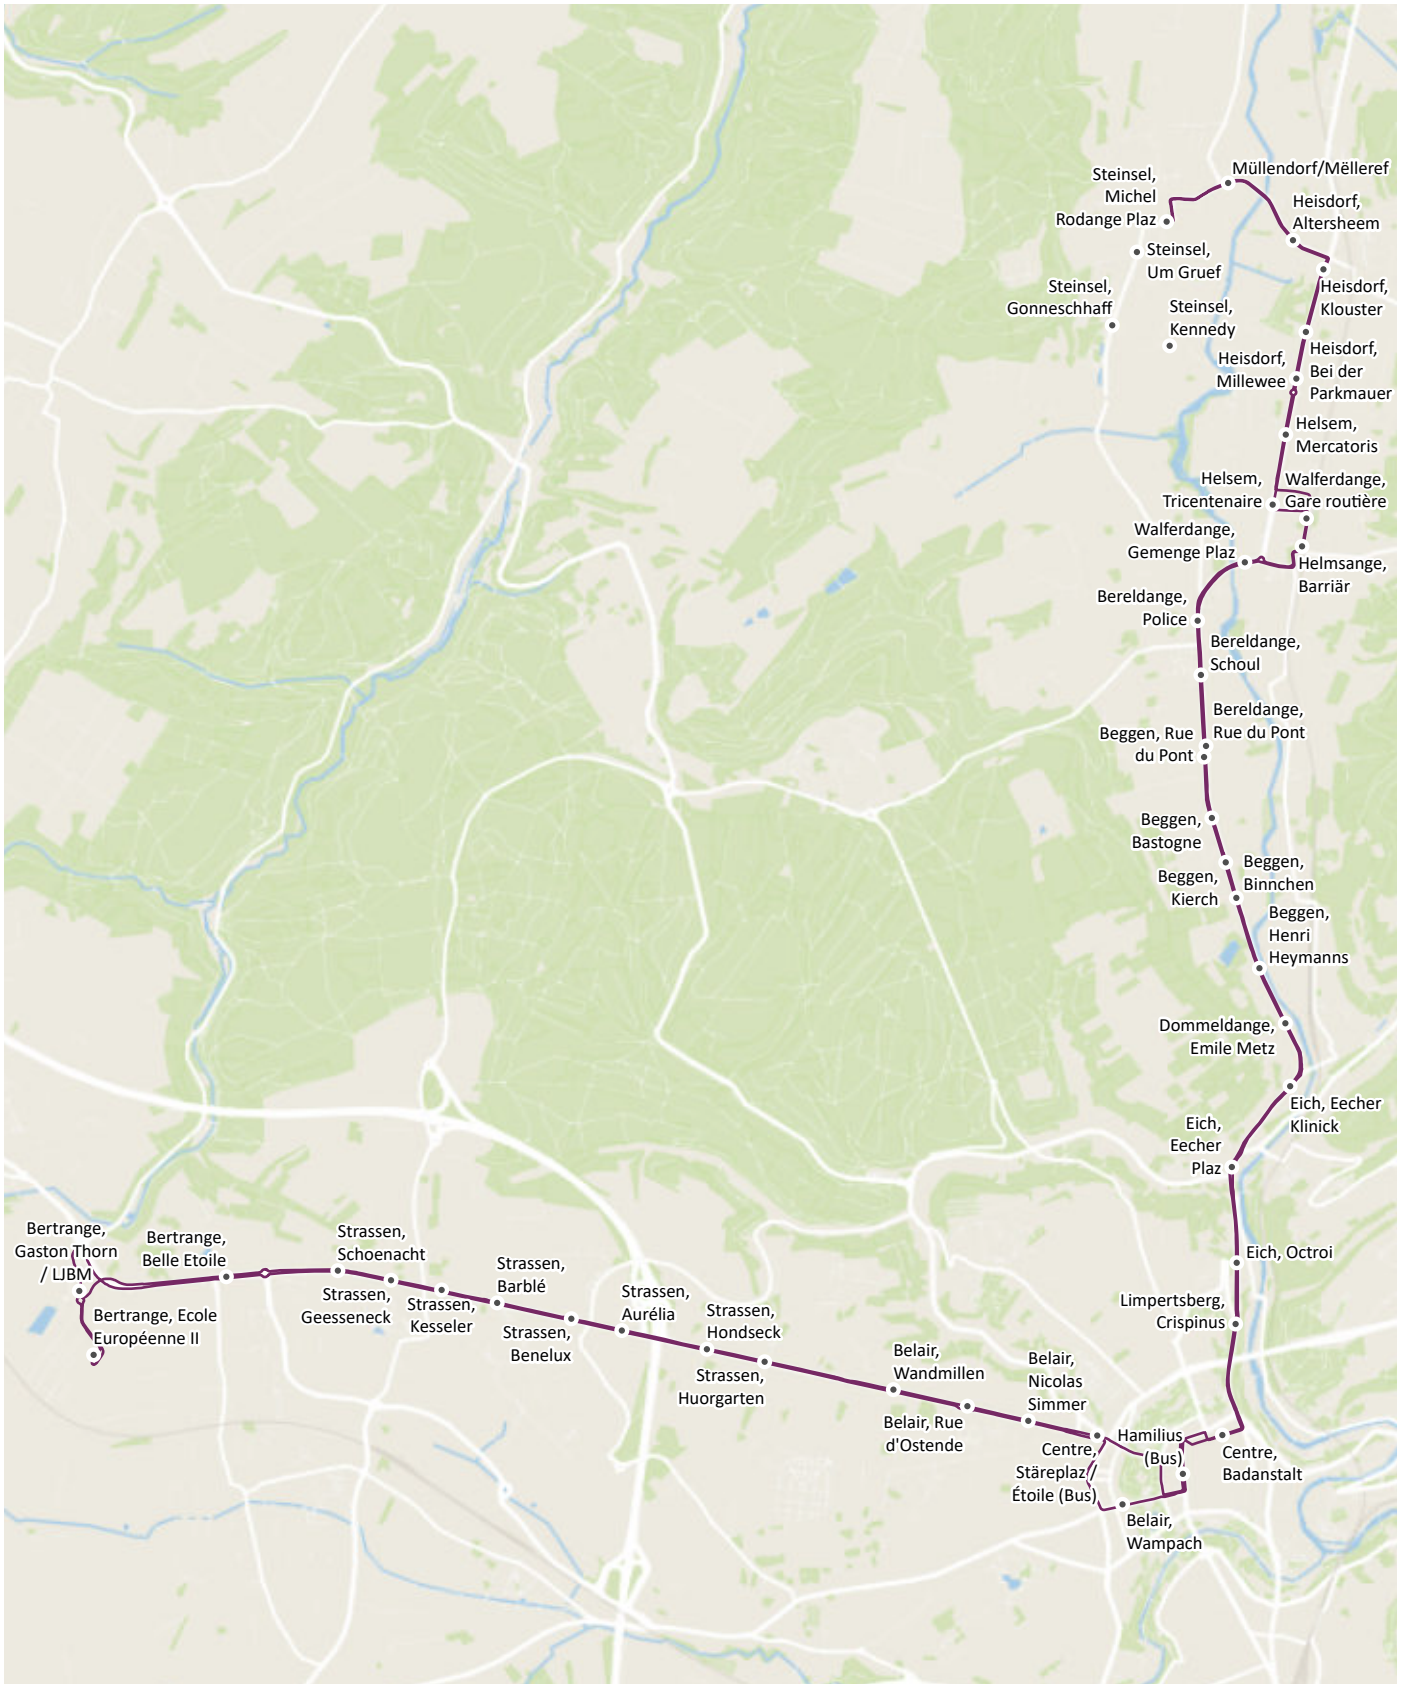 Steinsel,
Michel
Rodange Plaz
Müllendorf/Mëlleref
Heisdorf,
Altersheem
Steinsel,
Um Gruef
Steinsel,
Gonneschhaff
Heisdorf,
Klouster
Steinsel,
Kennedy
Heisdorf,
Millewee
Heisdorf,
Bei der
Parkmauer
Helsem,
Mercatoris
Helsem,
Tricentenaire
Walferdange,
Gare routière
Walferdange,
Gemenge Plaz
Helmsange,
Barriär
Bereldange,
Police
Bereldange,
Schoul
Bereldange,
Rue du Pont
Beggen, Rue
du Pont
Beggen,
Bastogne
Beggen,
Binnchen
Beggen,
Kierch
Beggen,
Henri
Heymanns
Dommeldange,
Emile Metz
Eich, Eecher
Klinick
Eich,
Eecher
Plaz
Eich, Octroi
Limpertsberg,
Crispinus
Bertrange,
Gaston Thorn
/ LJBM
Bertrange,
Belle Etoile
Bertrange, Ecole
Européenne II
Strassen,
Schoenacht
Strassen,
Geesseneck
Strassen,
Kesseler
Strassen,
Barblé
Strassen,
Benelux
Strassen,
Aurélia
Strassen,
Hondseck
Strassen,
Huorgarten
Belair,
Wandmillen
Belair, Rue
d'Ostende
Belair,
Nicolas
Simmer
Centre,
Stäreplaz /
Étoile (Bus)
Hamilius
(Bus)
Centre,
Badanstalt
Belair,
Wampach